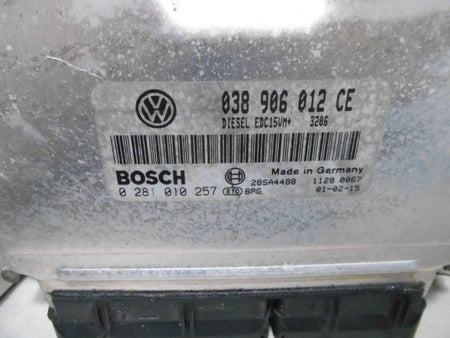 038 906 012 CE
DIESEL EDC15VM+ 3206
BOSCH Made in Germany
28SA4488 1128 0067
0 281 010 257 BPG 01-02-15